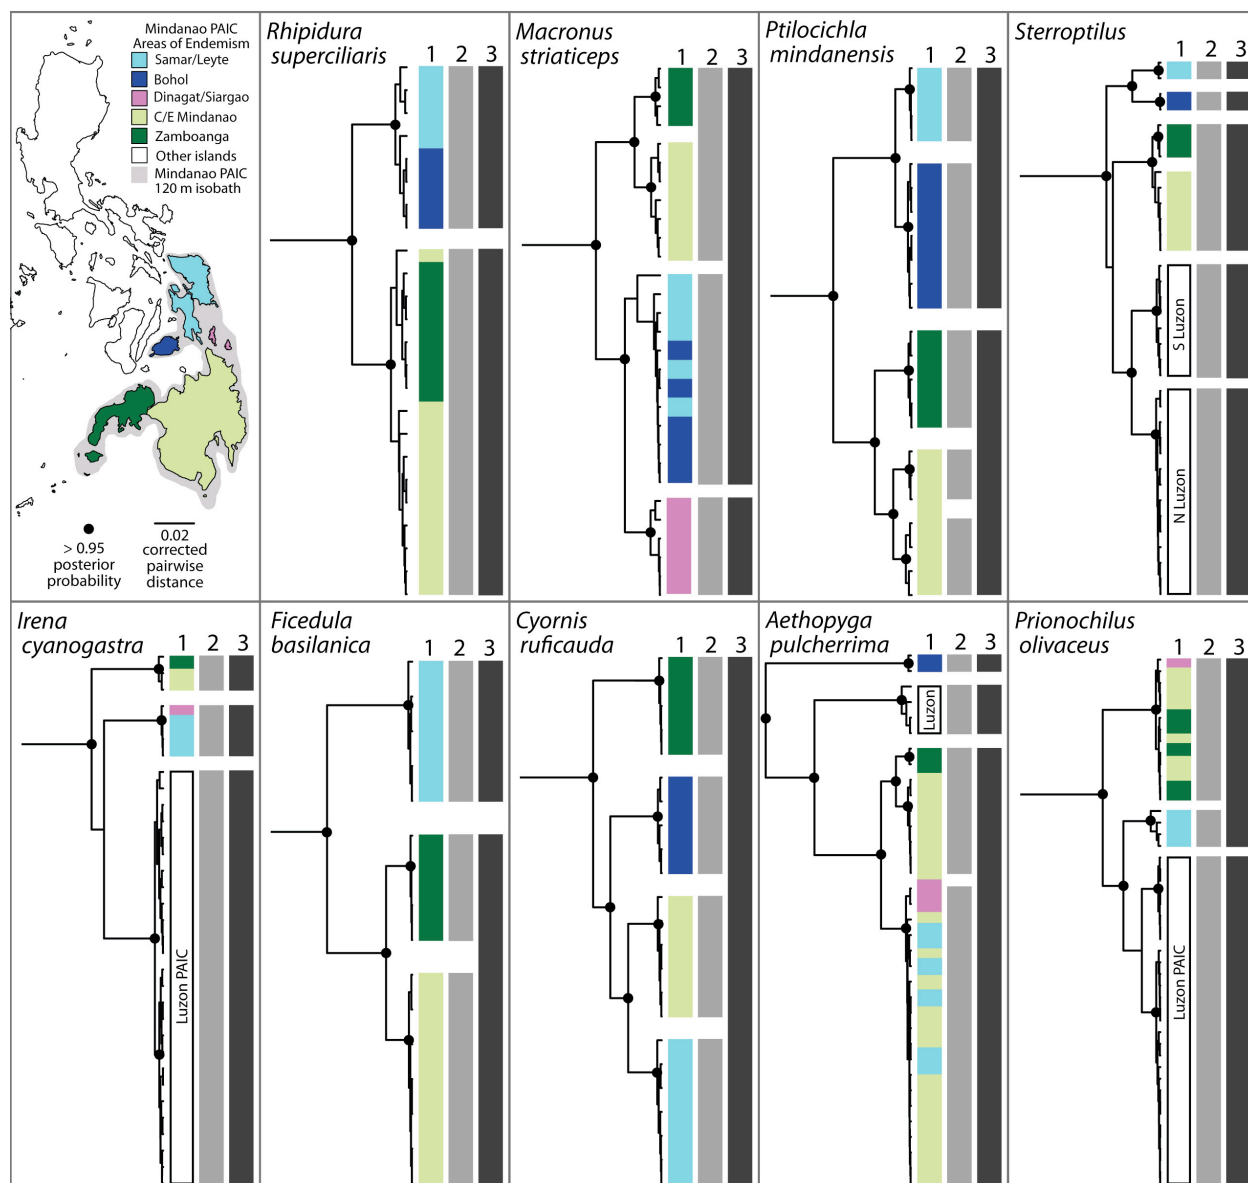 Mindanao PAIC
Areas of Endemism
Samar/Leyte
Bohol
Dinagat/Siargao
C/E Mindanao
Zamboanga
Other islands
Mindanao PAIC
120 m isobath
> 0.95
posterior
probability
0.02
corrected
pairwise
distance
Rhipidura
superciliaris
1 2 3
Macronus
striaticeps
1 2 3
Ptilocichla
mindanensis
1 2 3
Sterroptilus
1 2 3
S Luzon
N Luzon
Irena
cyanogastra
1 2 3
Luzon PAIC
Ficedula
basilanica
1 2 3
Cyornis
ruficauda
1 2 3
Aethopyga
pulcherrima
1 2 3
Luzon
Prionochilus
olivaceus
1 2 3
Luzon PAIC